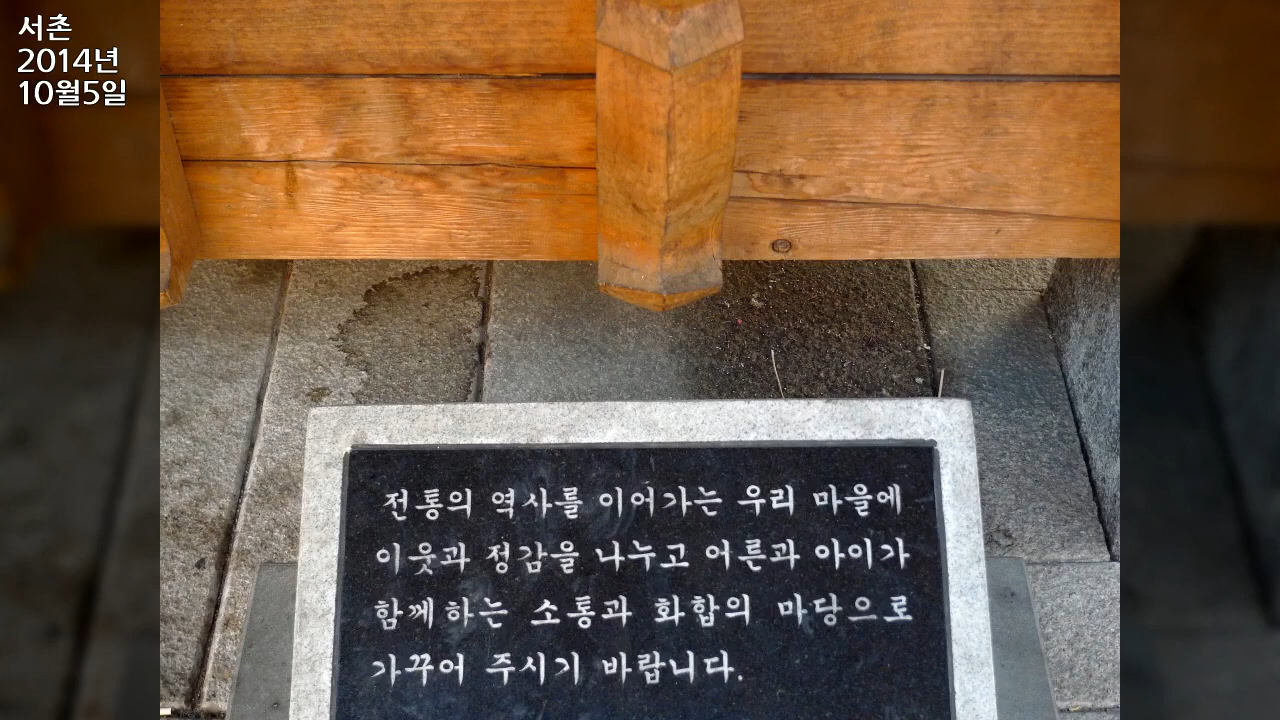 서촌
2014년
10월5일
전통의 역사를 이어가는 우리 마을에
이웃과 정감을 나누고 어른과 아이가
함께하는 소통과 화합의 마당으로
가꾸어 주시기 바랍니다.